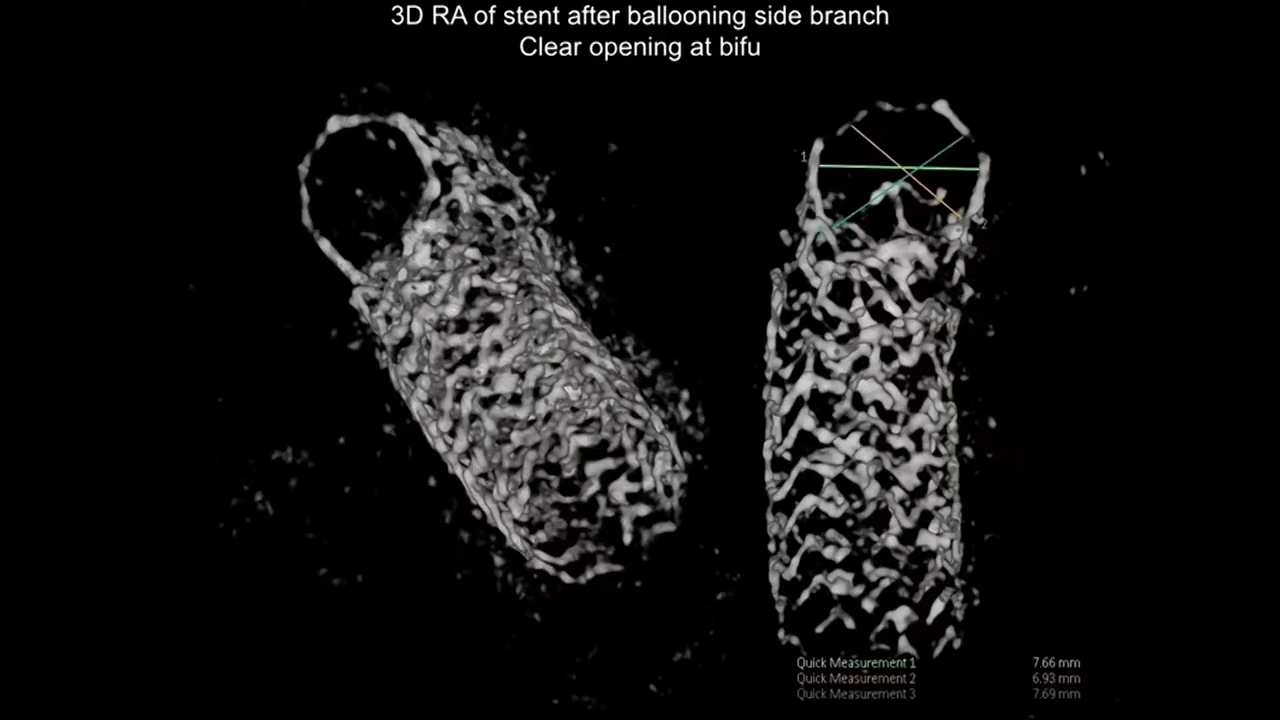 3D RA of stent after ballooning side branch
Clear opening at bifu
1
2
Quick Measurement 1 7.66 mm
Quick Measurement 2 6.93 mm
Quick Measurement 3 7.69 mm